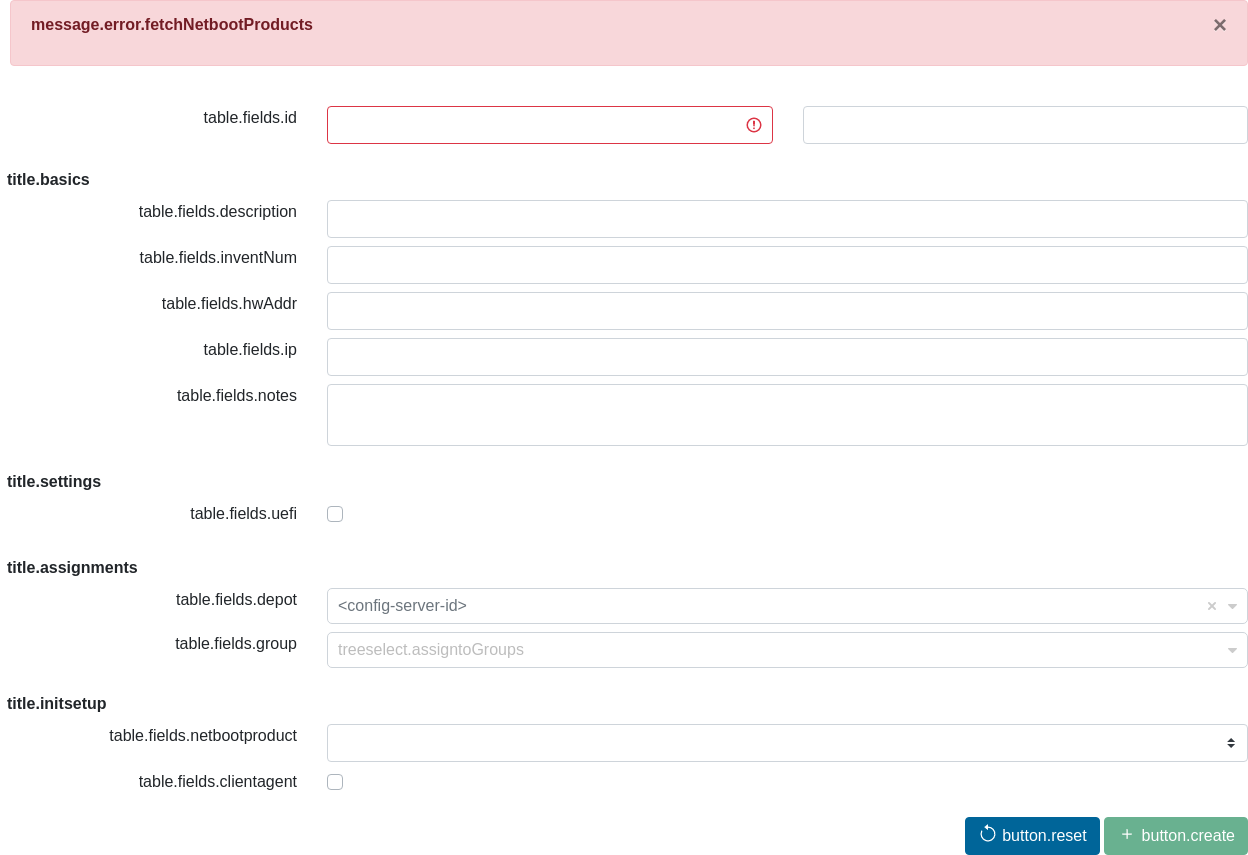 message.error.fetchNetbootProducts ×
table.fields.id
title.basics
table.fields.description
table.fields.inventNum
table.fields.hwAddr
table.fields.ip
table.fields.notes
title.settings
table.fields.uefi
title.assignments
table.fields.depot <config-server-id> ×
table.fields.group treeselect.assigntoGroups
title.initsetup
table.fields.netbootproduct
table.fields.clientagent
button.reset + button.create